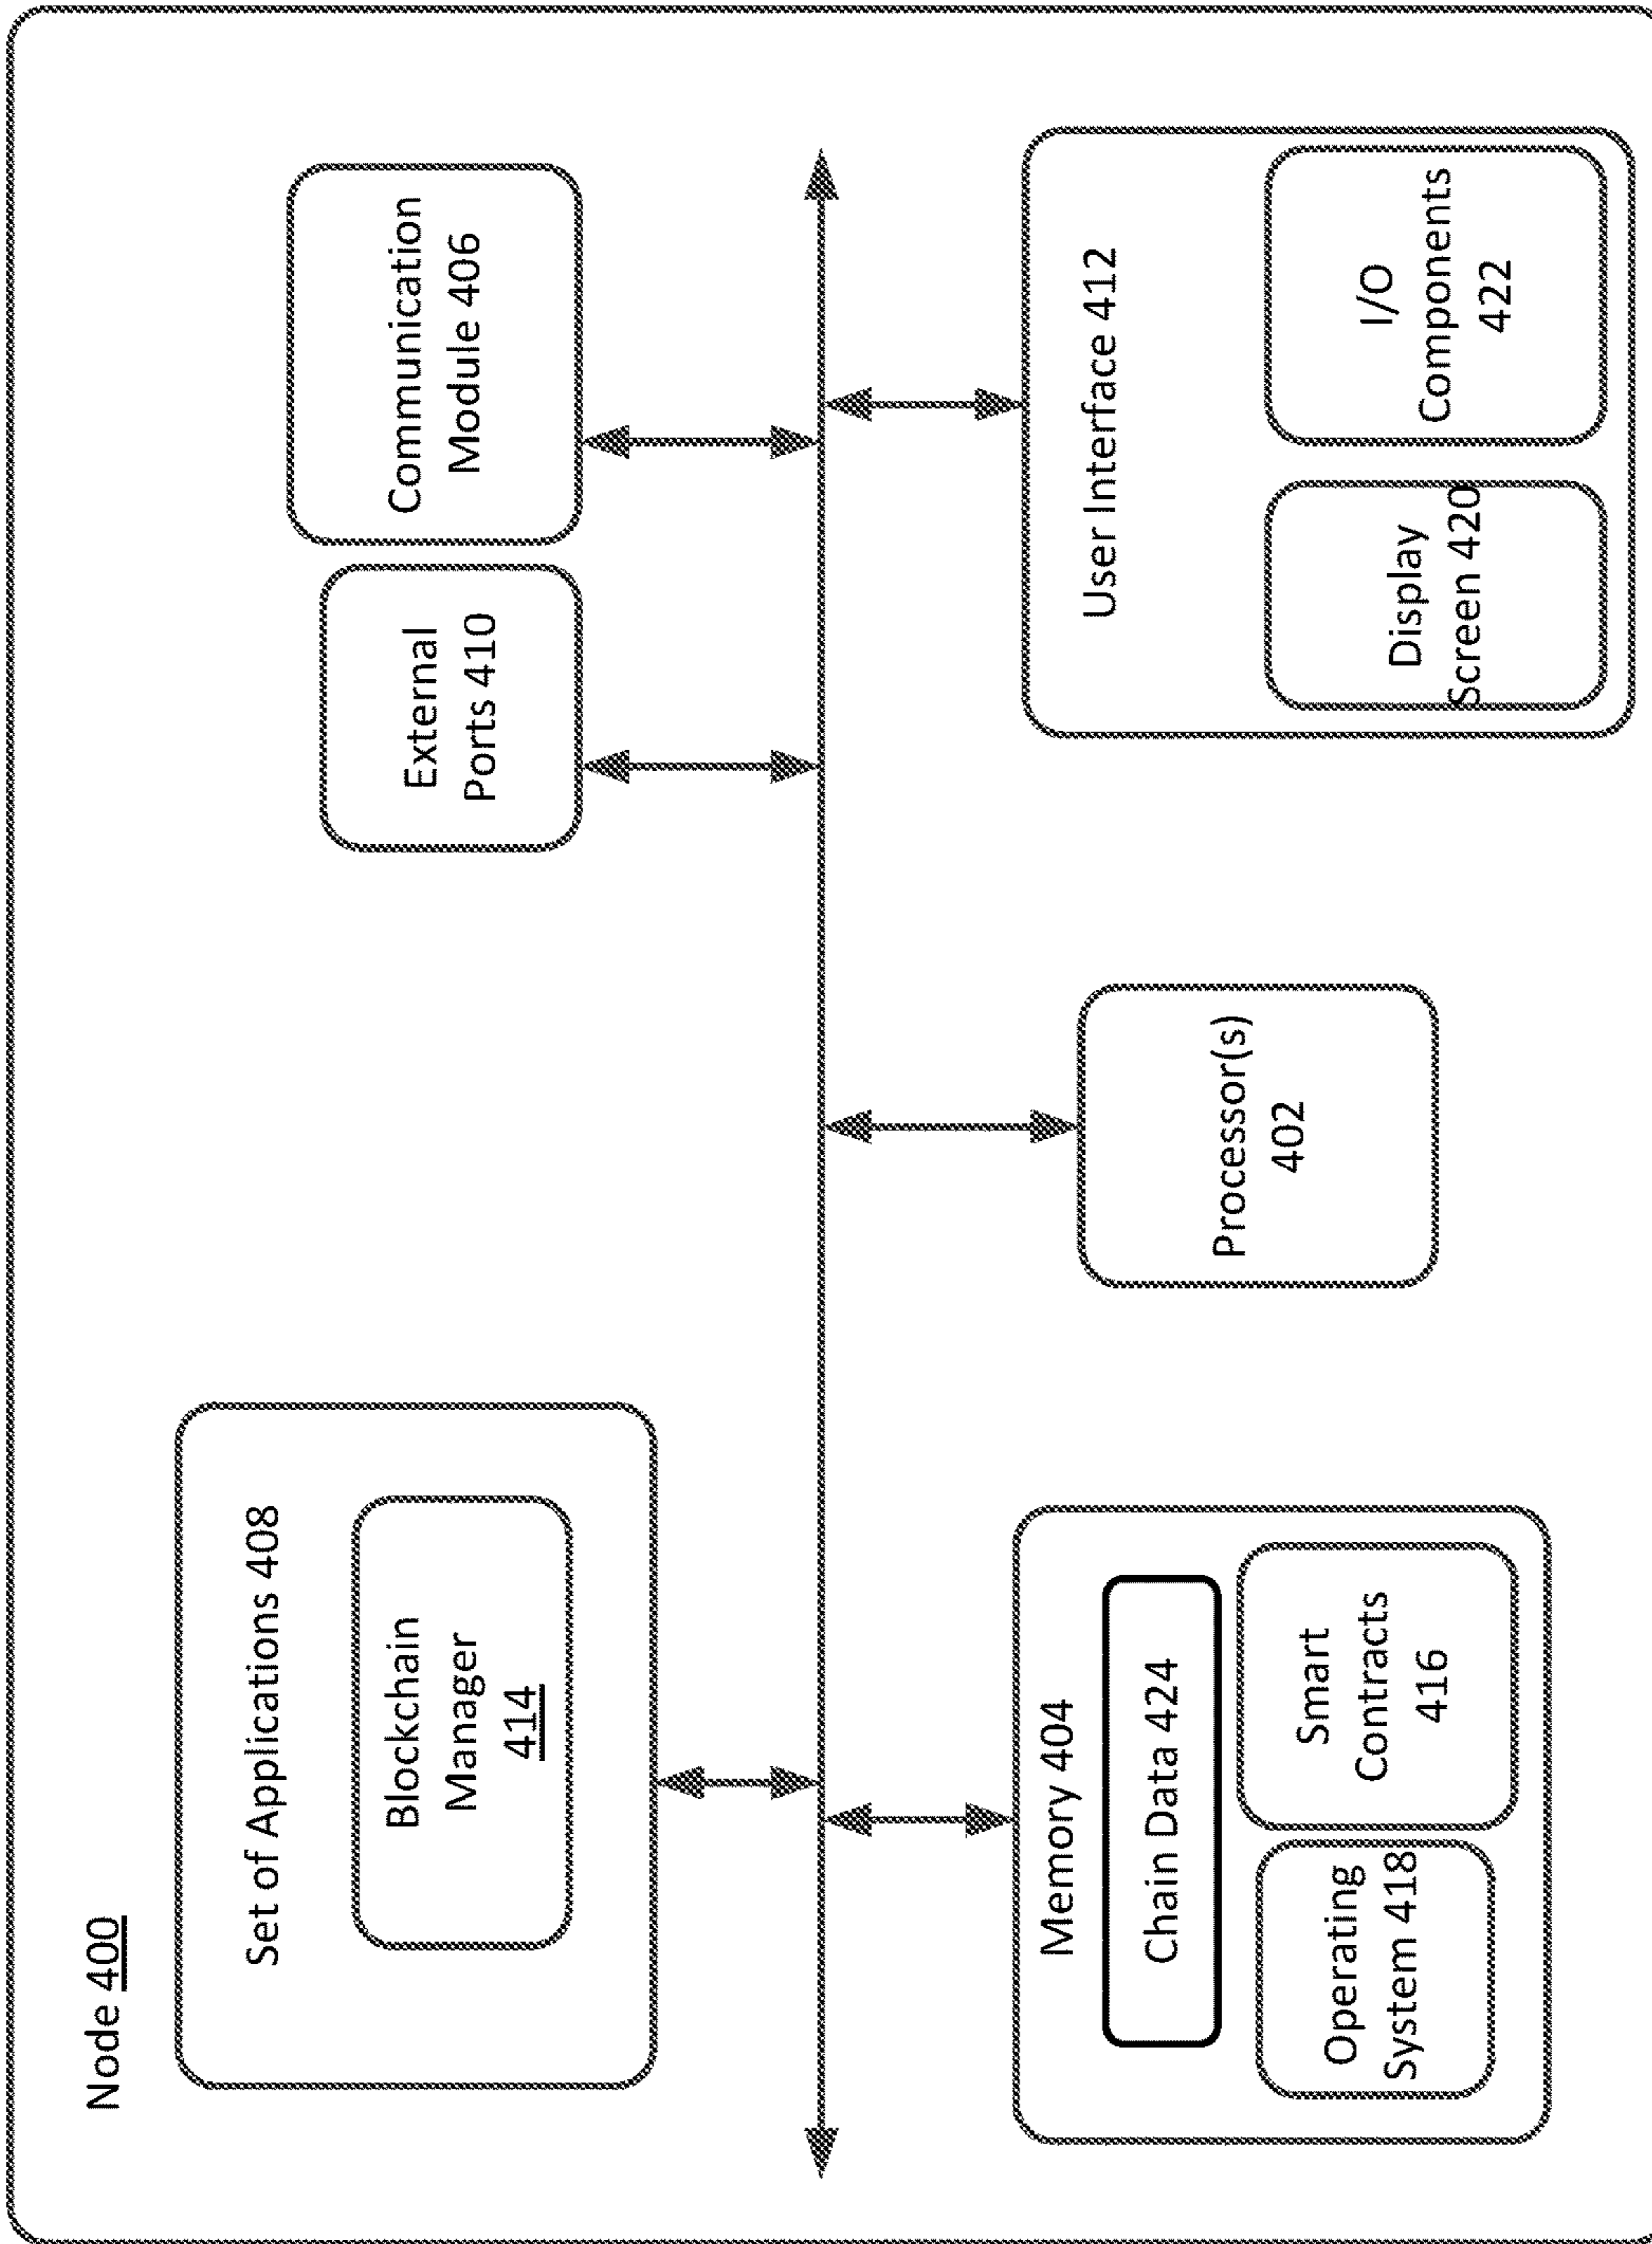 Node 400
Set of Applications 408
Blockchain
Manager
414
External
Ports 410
Communication
Module 406
Memory 404
Chain Data 424
Operating
System 418
Smart
Contracts
416
Processor(s)
402
User Interface 412
Display
Screen 420
I/O
Components
422